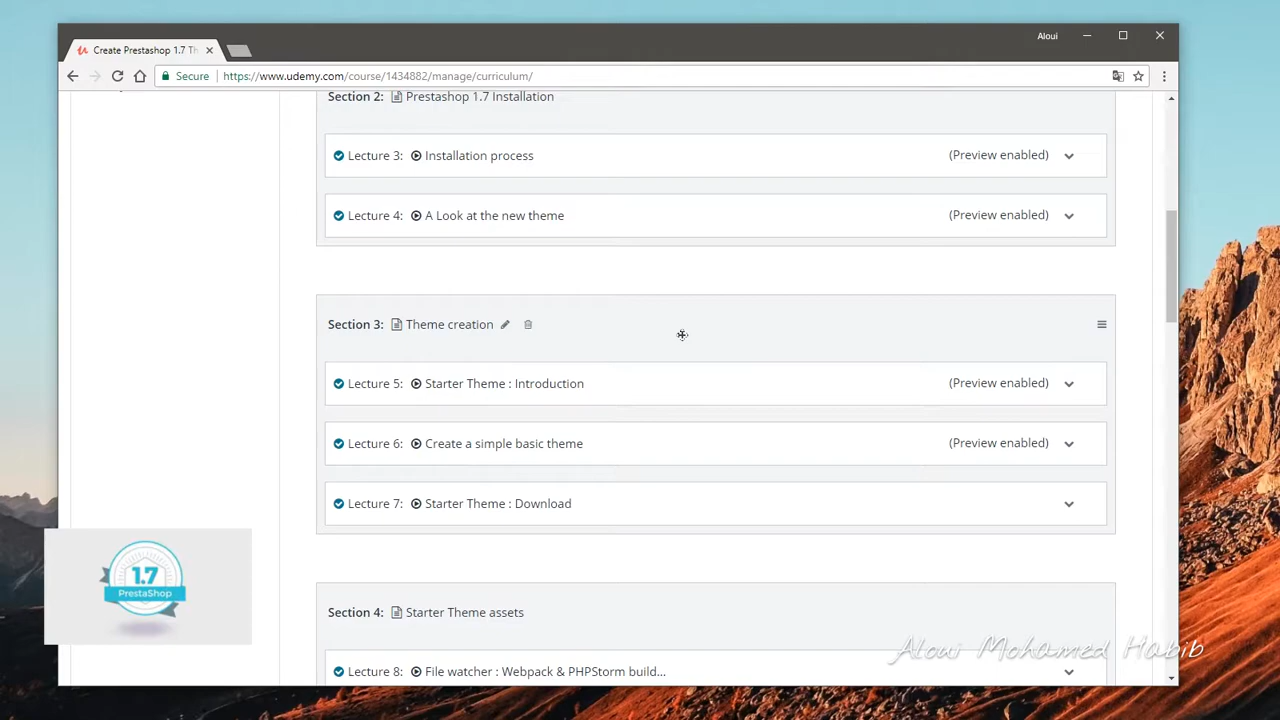 Aloui
Create Prestashop 1.7 Th
Secure
https://www.udemy.com/course/1434882/manage/curriculum/
Section 2: Prestashop 1.7 Installation
Lecture 3: Installation process (Preview enabled)
Lecture 4: A Look at the new theme (Preview enabled)
Section 3: Theme creation
Lecture 5: Starter Theme : Introduction (Preview enabled)
Lecture 6: Create a simple basic theme (Preview enabled)
Lecture 7: Starter Theme : Download
1.7
PrestaShop
Section 4: Starter Theme assets
Aloui Mohamed Habib
Lecture 8: File watcher : Webpack & PHPStorm build...